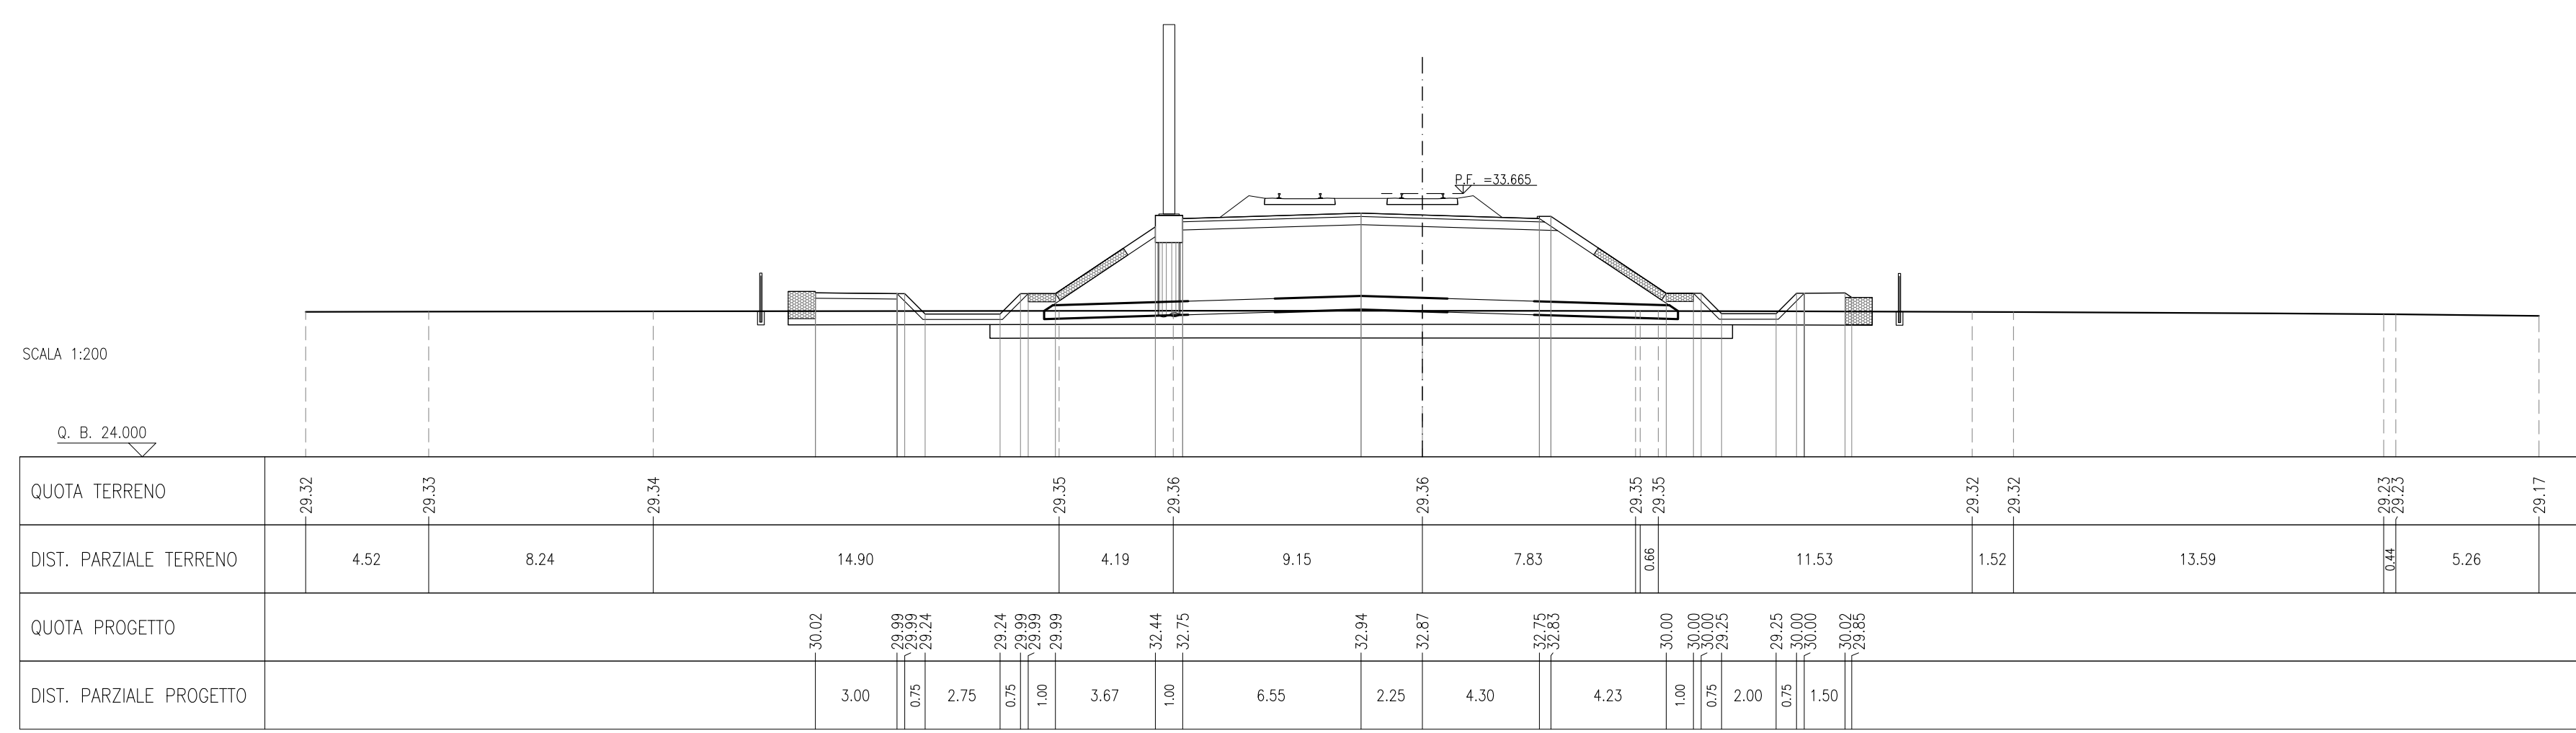 P.F. =33.665
SCALA 1:200
Q. B. 24.000
QUOTA TERRENO 29.32 29.33 29.34 29.35 29.36 29.36 29.35 29.35 29.32 29.32 29.23 29.23 29.17
DIST. PARZIALE TERRENO 4.52 8.24 14.90 4.19 9.15 7.83 0.66 11.53 1.52 13.59 0.44 5.26
QUOTA PROGETTO 30.02 29.99 29.99 29.24 29.24 29.99 29.99 29.99 32.44 32.75 32.94 32.87 32.75 32.83 30.00 30.00 30.00 29.25 29.25 30.00 30.00 30.02 29.85
DIST. PARZIALE PROGETTO 3.00 0.75 2.75 0.75 1.00 3.67 1.00 6.55 2.25 4.30 4.23 1.00 0.75 2.00 0.75 1.50